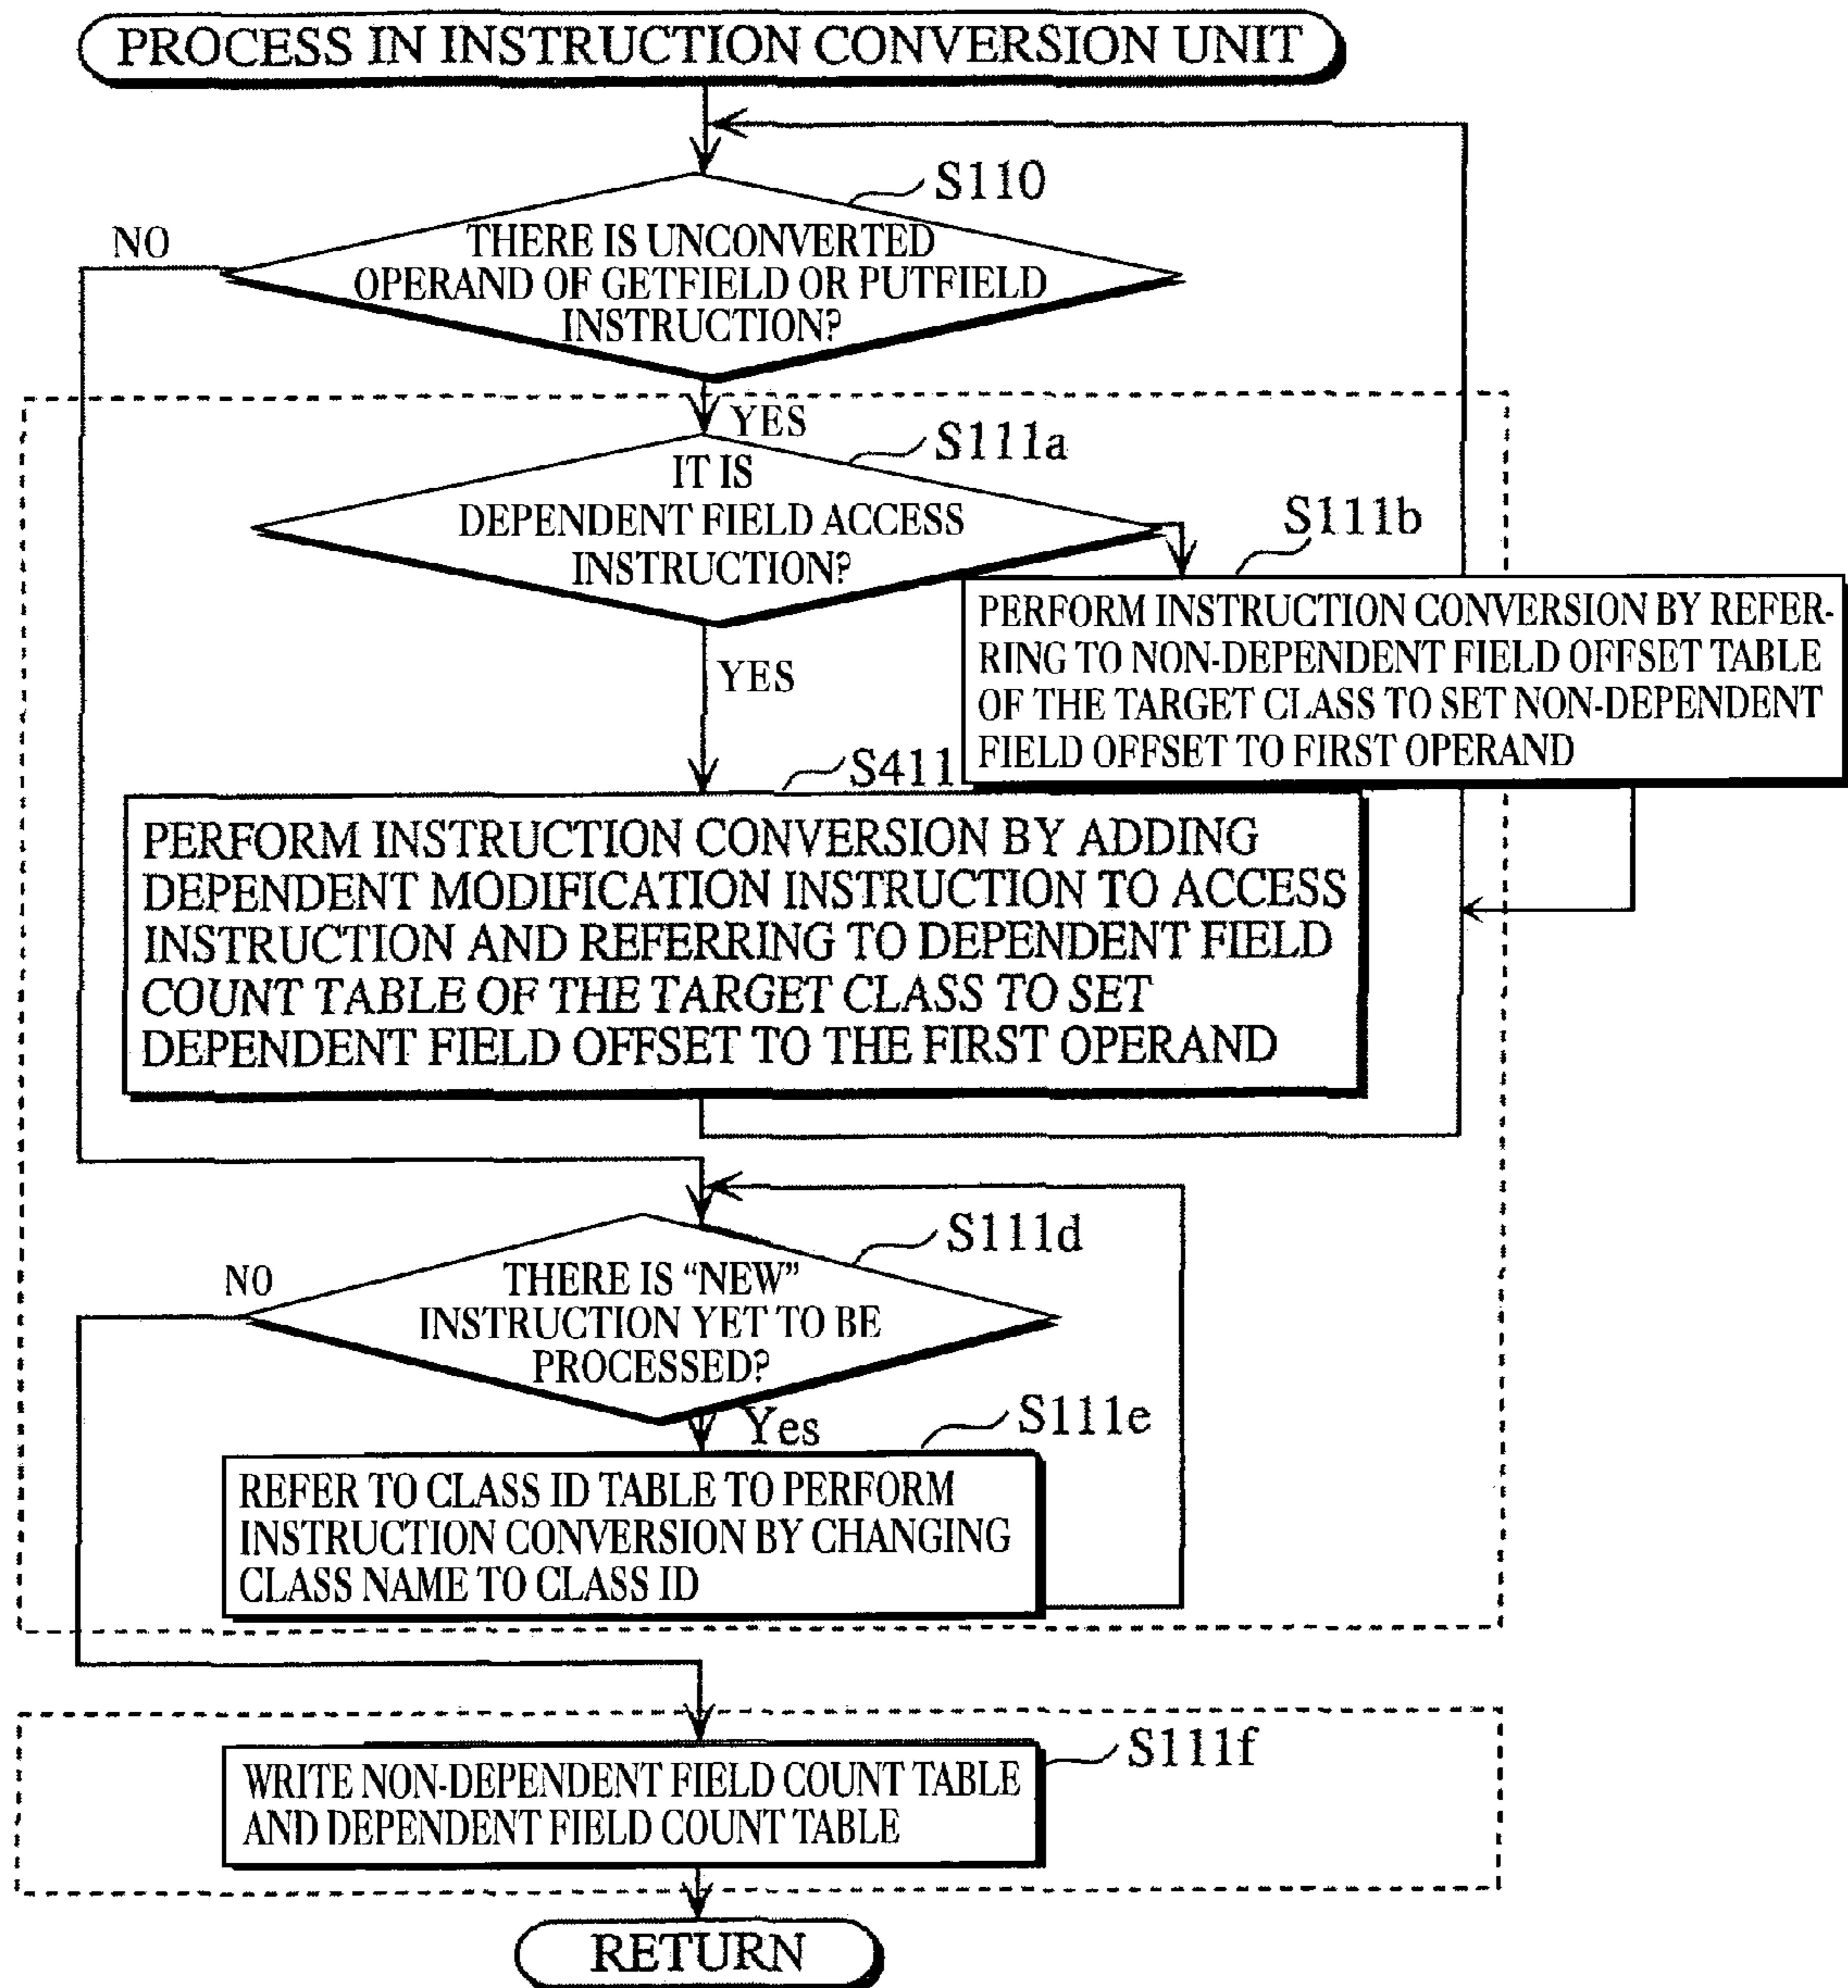 PROCESS IN INSTRUCTION CONVERSION UNIT
S110
NO
THERE IS UNCONVERTED
OPERAND OF GETFIELD OR PUTFIELD
INSTRUCTION?
YES
S111a
IT IS
DEPENDENT FIELD ACCESS
INSTRUCTION?
S111b
PERFORM INSTRUCTION CONVERSION BY REFER-
RING TO NON-DEPENDENT FIELD OFFSET TABLE
OF THE TARGET CLASS TO SET NON-DEPENDENT
FIELD OFFSET TO FIRST OPERAND
YES
S411
PERFORM INSTRUCTION CONVERSION BY ADDING
DEPENDENT MODIFICATION INSTRUCTION TO ACCESS
INSTRUCTION AND REFERRING TO DEPENDENT FIELD
COUNT TABLE OF THE TARGET CLASS TO SET
DEPENDENT FIELD OFFSET TO THE FIRST OPERAND
S111d
NO
THERE IS “NEW”
INSTRUCTION YET TO BE
PROCESSED?
Yes
S111e
REFER TO CLASS ID TABLE TO PERFORM
INSTRUCTION CONVERSION BY CHANGING
CLASS NAME TO CLASS ID
S111f
WRITE NON-DEPENDENT FIELD COUNT TABLE
AND DEPENDENT FIELD COUNT TABLE
RETURN